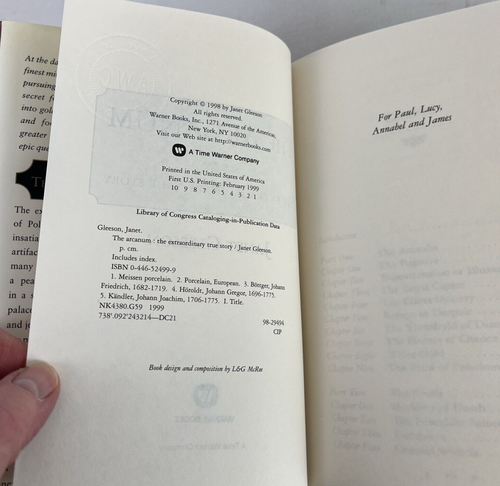 At the da
finest mi
pursuing
secret f
into gol
and fo
greater
epic qu
The ex
of Pol
insatia
artifac
many
a pea
in a s
palac
and je
Copyright © 1998 by Janet Gleeson
All rights reserved.
Warner Books, Inc., 1271 Avenue of the Americas,
New York, NY 10020
Visit our Web site at http://warnerbooks.com
A Time Warner Company
Printed in the United States of America
First U.S. Printing: February 1999
10 9 8 7 6 5 4 3 2 1
Library of Congress Cataloging-in-Publication Data
Gleeson, Janet.
The arcanum : the extraordinary true story / Janet Gleeson.
p. cm.
Includes index.
ISBN 0-446-52499-9
1. Meissen porcelain. 2. Porcelain, European. 3. Böttger, Johann
Friedrich, 1682-1719. 4. Höroldt, Johann Gregor, 1696-1775.
5. Kändler, Johann Joachim, 1706-1775. I. Title.
NK4380.G59 1999
738'.092'243214—DC21 98-29494
CIP
Book design and composition by L&G McRee
For Paul, Lucy,
Annabel and James